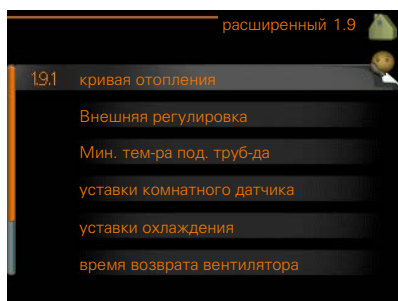 расширенный 1.9
1.9.1 кривая отопления
Внешняя регулировка
Мин. тем-ра под. труб-да
уставки комнатного датчика
уставки охлаждения
время возврата вентилятора